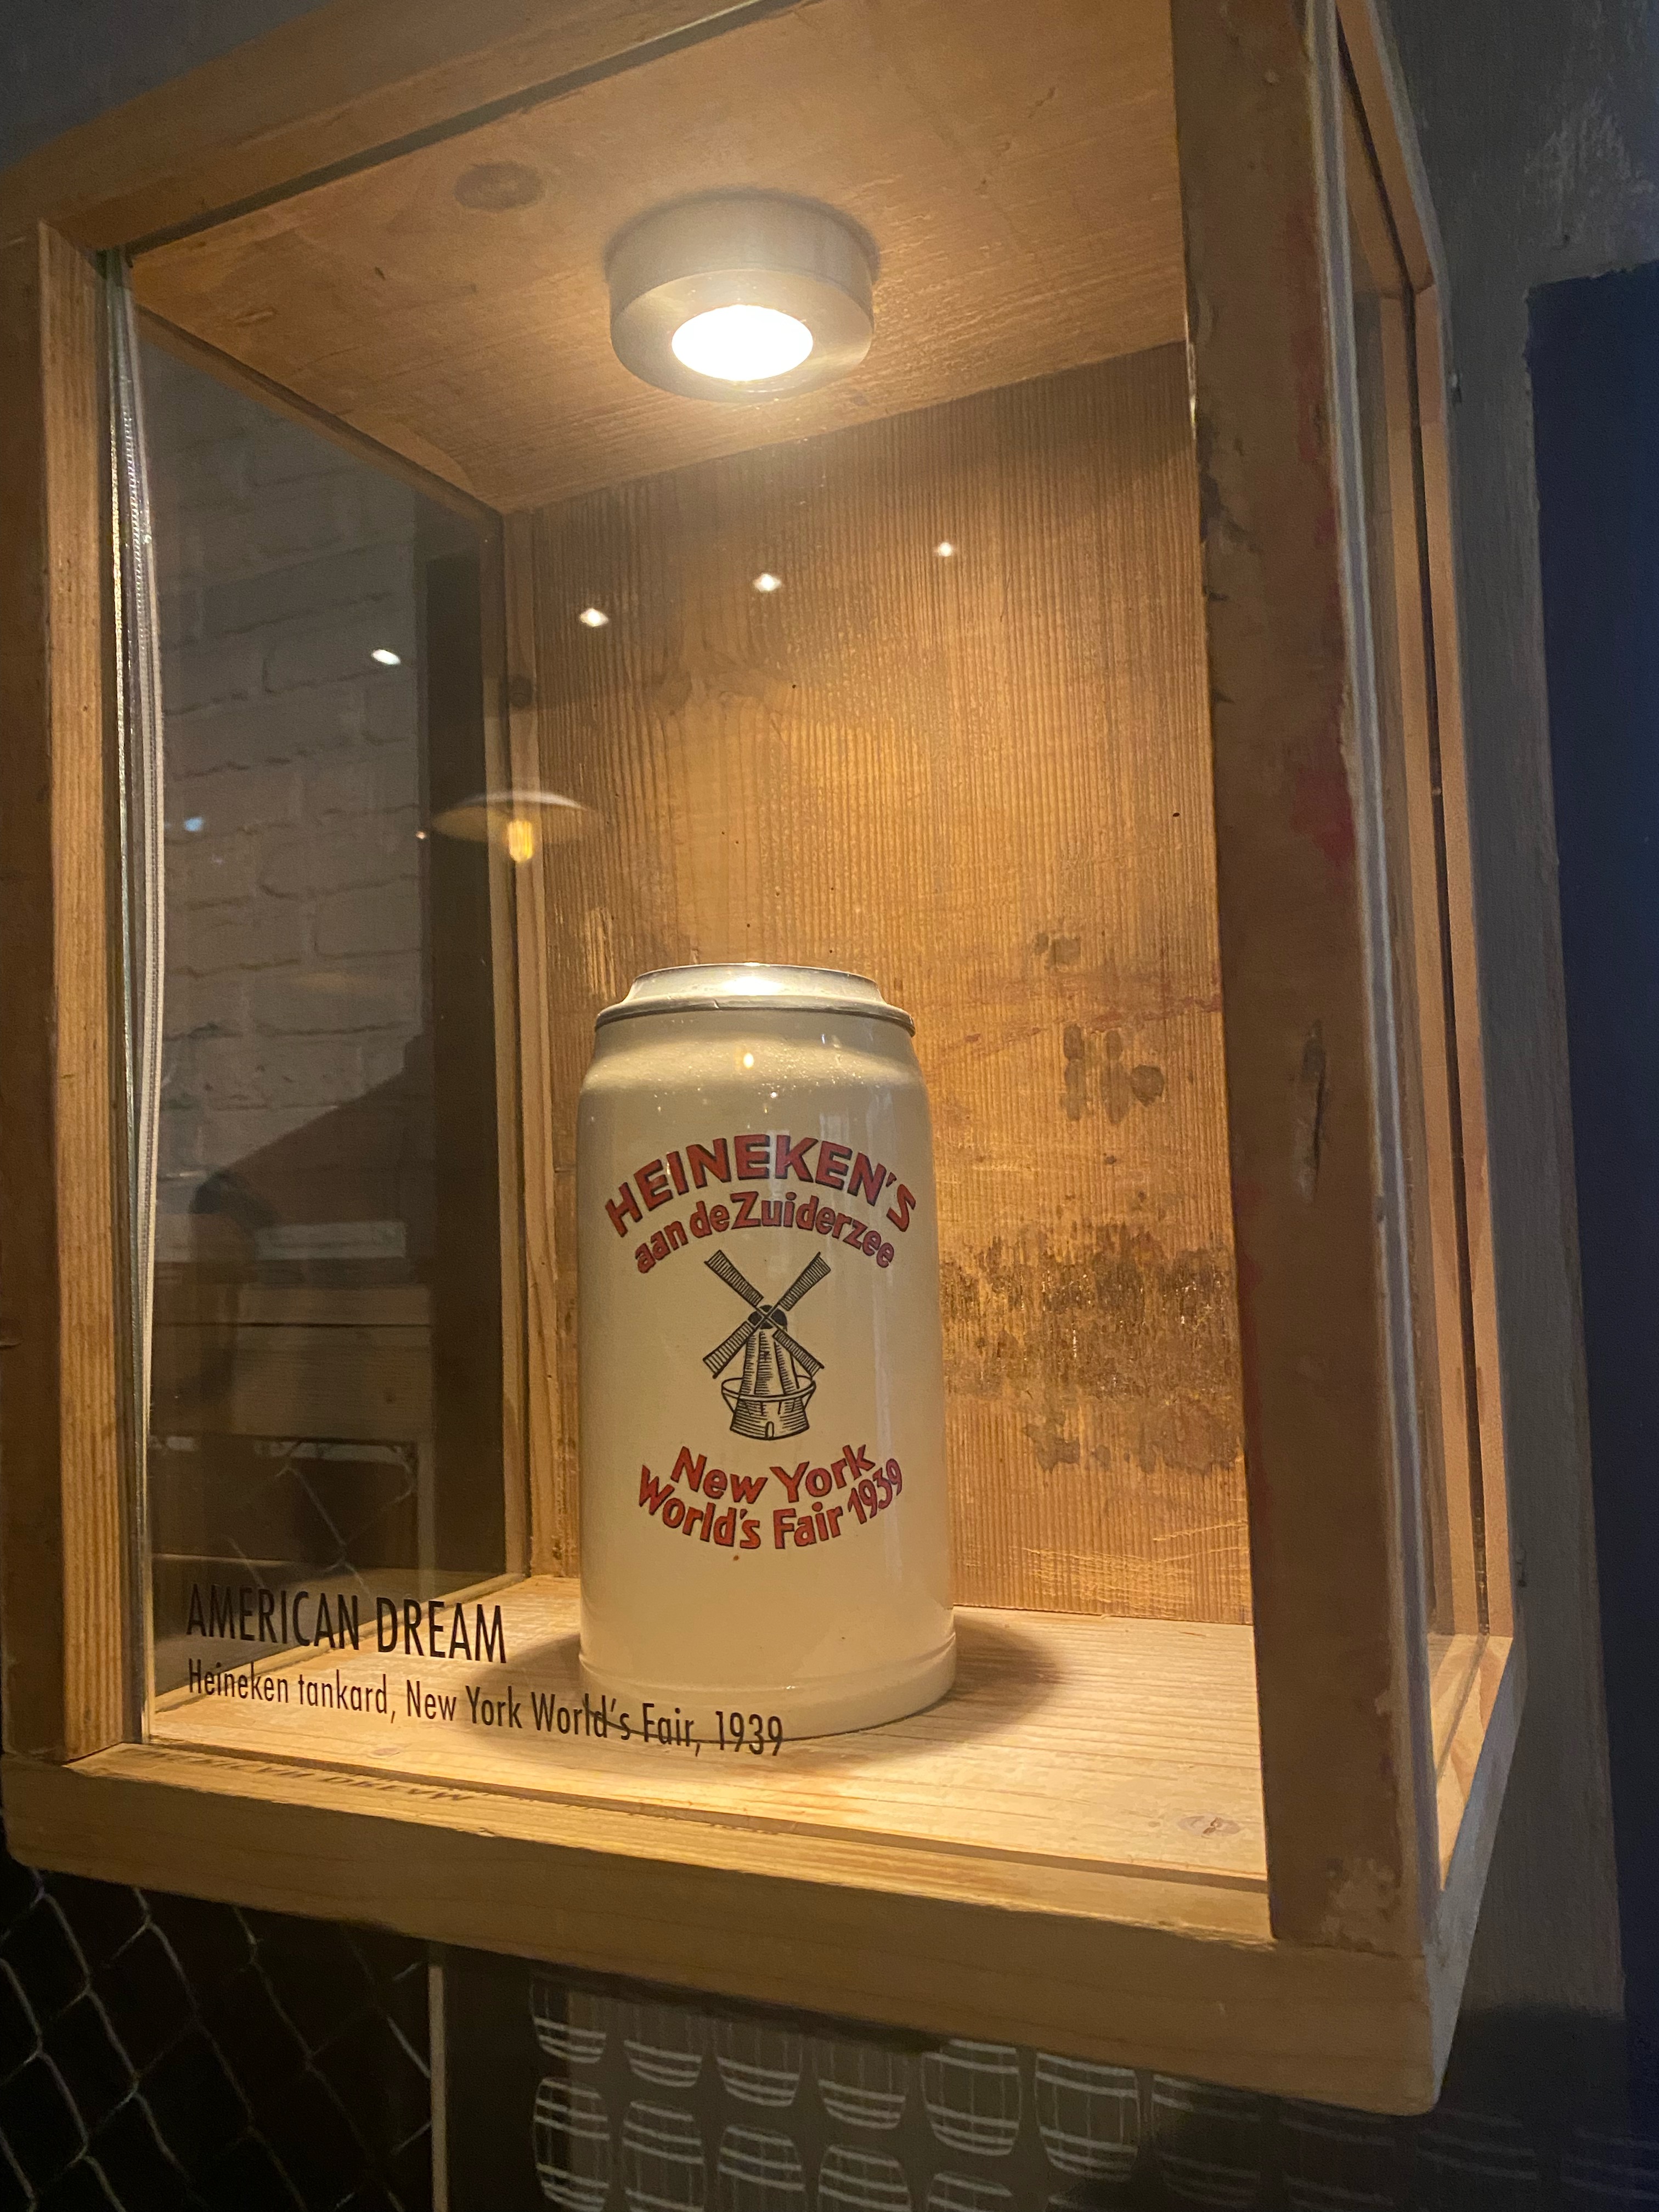 HEINEKEN'S
aan de Zuiderzee
New York
World's Fair 1939
AMERICAN DREAM
Heineken tankard, New York World's Fair, 1939